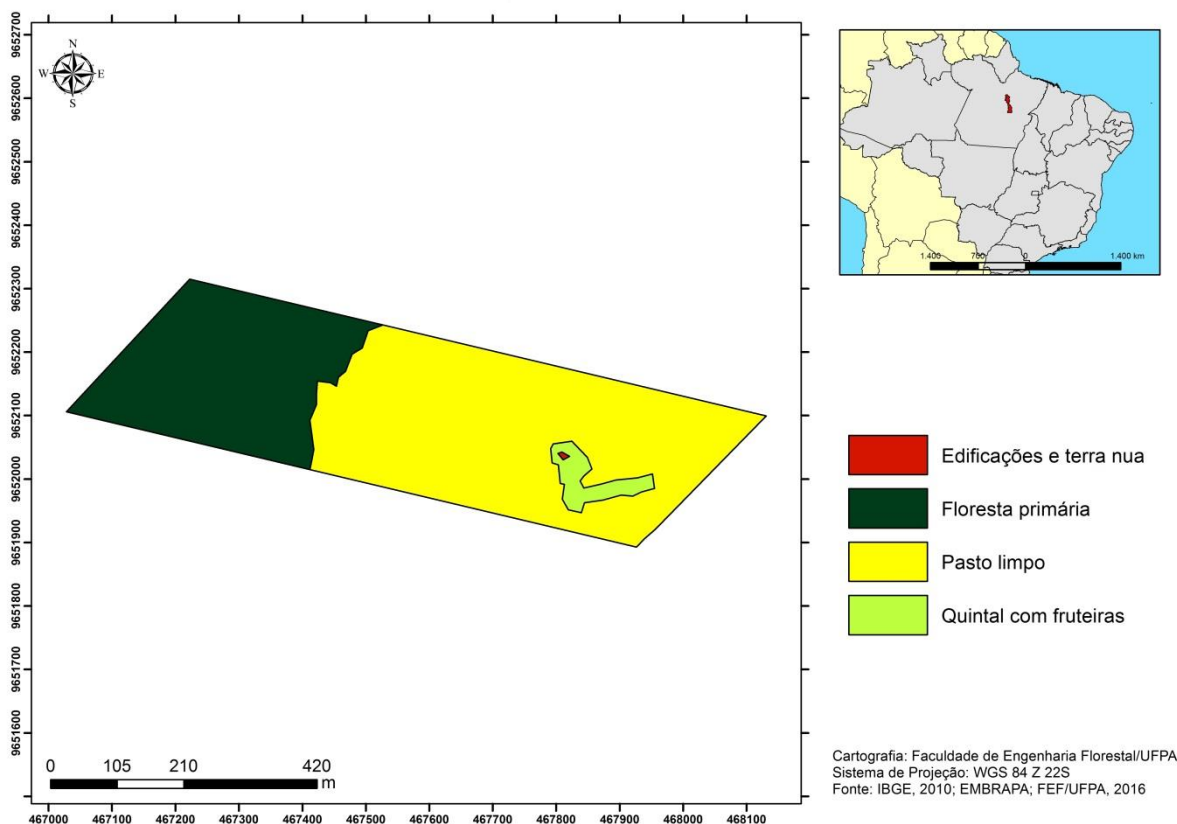 9652700
9652600
9652500
9652400
9652300
9652200
9652100
9652000
9651900
9651800
9651700
9651600
N
W E
S
0 105 210 420
m
467000 467100 467200 467300 467400 467500 467600 467700 467800 467900 468000 468100
1.400 700 0 1.400 km
Edificações e terra nua
Floresta primária
Pasto limpo
Quintal com fruteiras
Cartografia: Faculdade de Engenharia Florestal/UFPA
Sistema de Projeção: WGS 84 Z 22S
Fonte: IBGE, 2010; EMBRAPA; FEF/UFPA, 2016